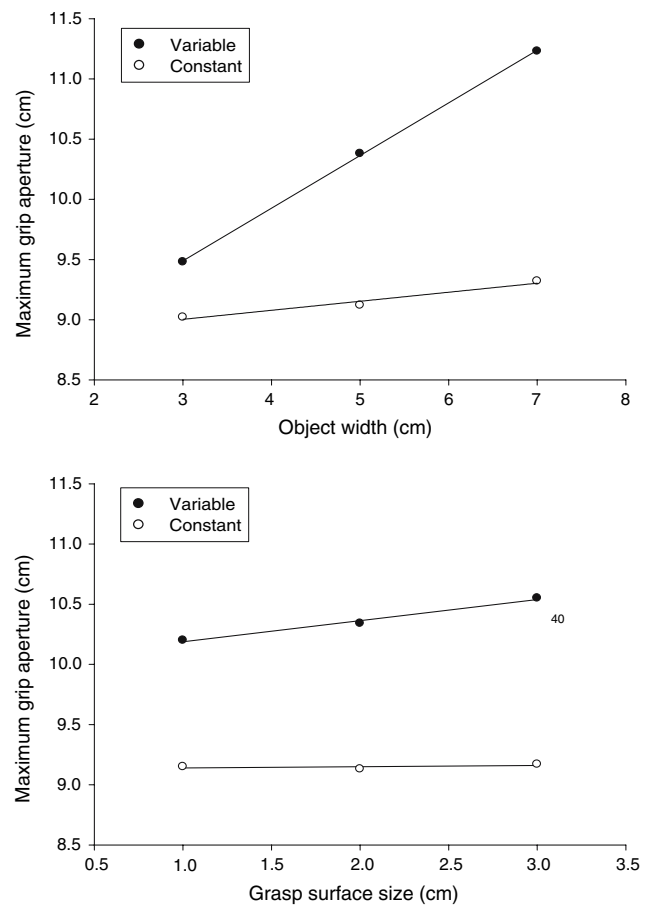 11.5
Variable
Constant
11.0
10.5
10.0
9.5
9.0
8.5
Maximum grip aperture (cm)
2 3 4 5 6 7 8
Object width (cm)
11.5
Variable
Constant
11.0
10.5
40
10.0
9.5
9.0
8.5
Maximum grip aperture (cm)
0.5 1.0 1.5 2.0 2.5 3.0 3.5
Grasp surface size (cm)